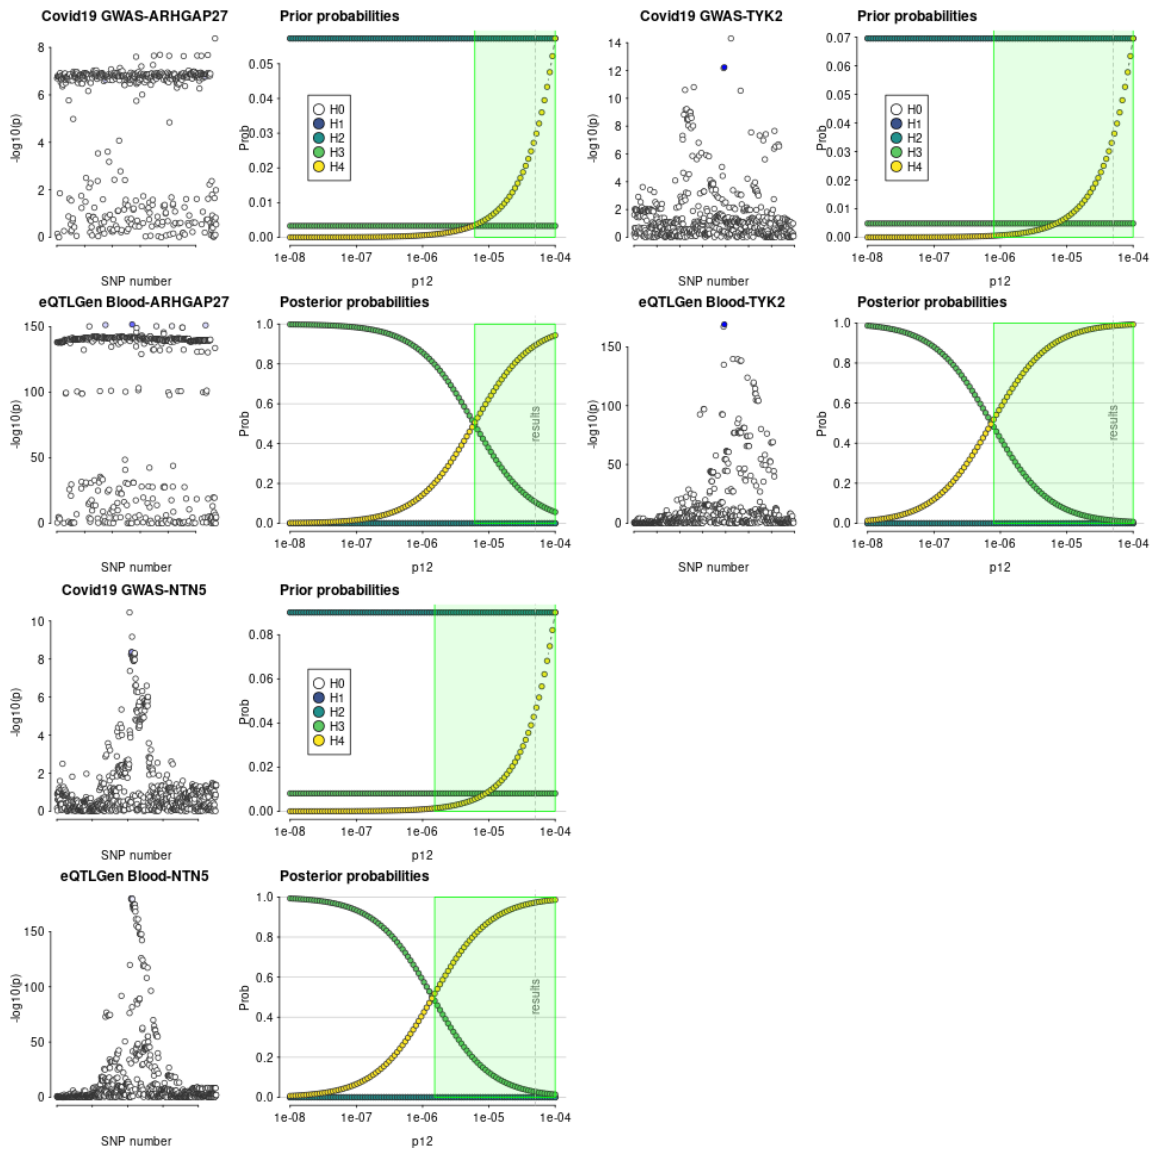 Covid19 GWAS-ARHGAP27
8
6
4
2
0
-log10(p)
SNP number
Prior probabilities
0.05
0.04
0.03
0.02
0.01
0.00
Prob
H0
H1
H2
H3
H4
1e-08 1e-07 1e-06 1e-05 1e-04
p12
Covid19 GWAS-TYK2
14
12
10
8
6
4
2
0
-log10(p)
SNP number
Prior probabilities
0.07
0.06
0.05
0.04
0.03
0.02
0.01
0.00
Prob
H0
H1
H2
H3
H4
1e-08 1e-07 1e-06 1e-05 1e-04
p12
eQTLGen Blood-ARHGAP27
150
100
50
0
-log10(p)
SNP number
Posterior probabilities
1.0
0.8
0.6
0.4
0.2
0.0
Prob
results
1e-08 1e-07 1e-06 1e-05 1e-04
p12
eQTLGen Blood-TYK2
150
100
50
0
-log10(p)
SNP number
Posterior probabilities
1.0
0.8
0.6
0.4
0.2
0.0
Prob
results
1e-08 1e-07 1e-06 1e-05 1e-04
p12
Covid19 GWAS-NTN5
10
8
6
4
2
0
-log10(p)
SNP number
Prior probabilities
0.08
0.06
0.04
0.02
0.00
Prob
H0
H1
H2
H3
H4
1e-08 1e-07 1e-06 1e-05 1e-04
p12
eQTLGen Blood-NTN5
150
100
50
0
-log10(p)
SNP number
Posterior probabilities
1.0
0.8
0.6
0.4
0.2
0.0
Prob
results
1e-08 1e-07 1e-06 1e-05 1e-04
p12